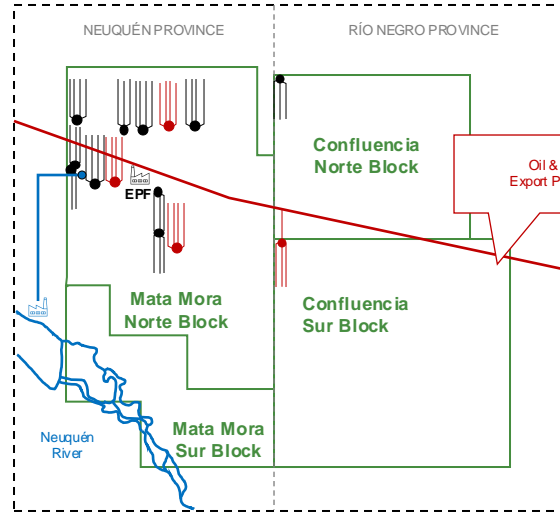 NEUQUÉN PROVINCE
RÍO NEGRO PROVINCE
Confluencia
Norte Block
Oil &
Export P
EPF
Mata Mora
Norte Block
Confluencia
Sur Block
Mata Mora
Sur Block
Neuquén
River